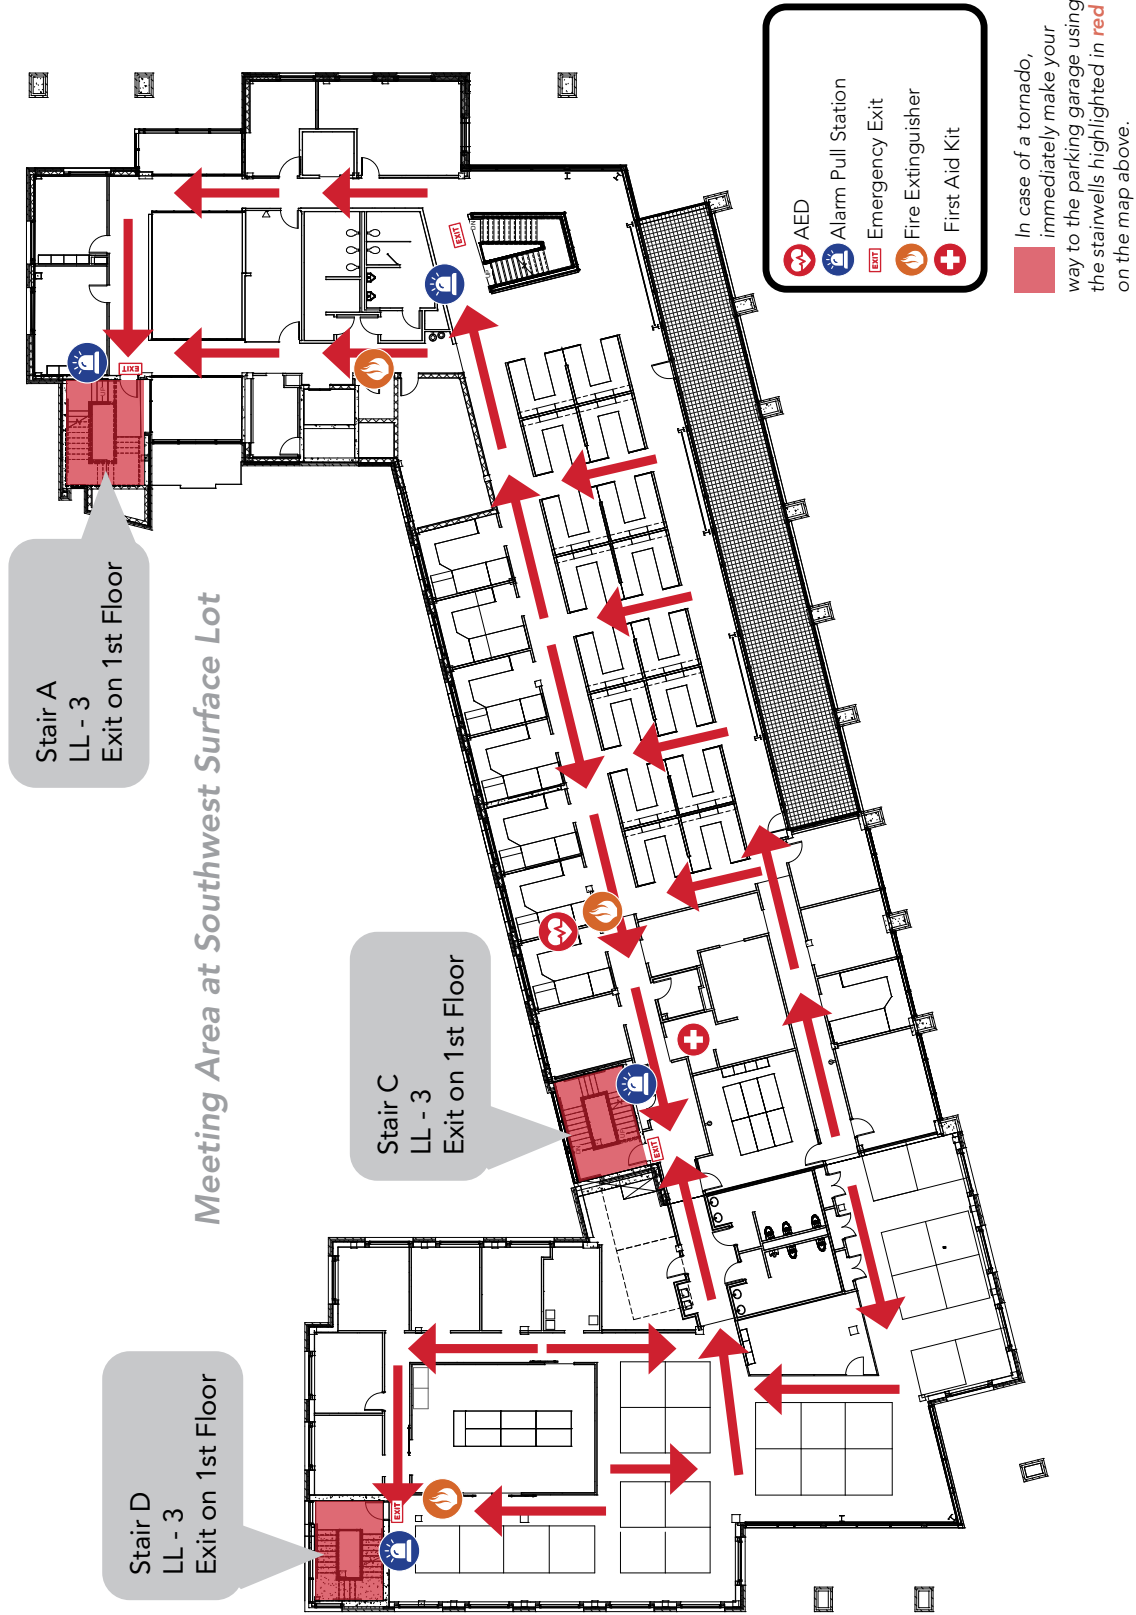 Stair A
LL - 3
Exit on 1st Floor
Stair C
LL - 3
Exit on 1st Floor
Stair D
LL - 3
Exit on 1st Floor
Meeting Area at Southwest Surface Lot
EXIT
EXIT
EXIT
EXIT
AED
Alarm Pull Station
EXIT
Emergency Exit
Fire Extinguisher
First Aid Kit
In case of a tornado,
immediately make your
way to the parking garage using
the stairwells highlighted in red
on the map above.